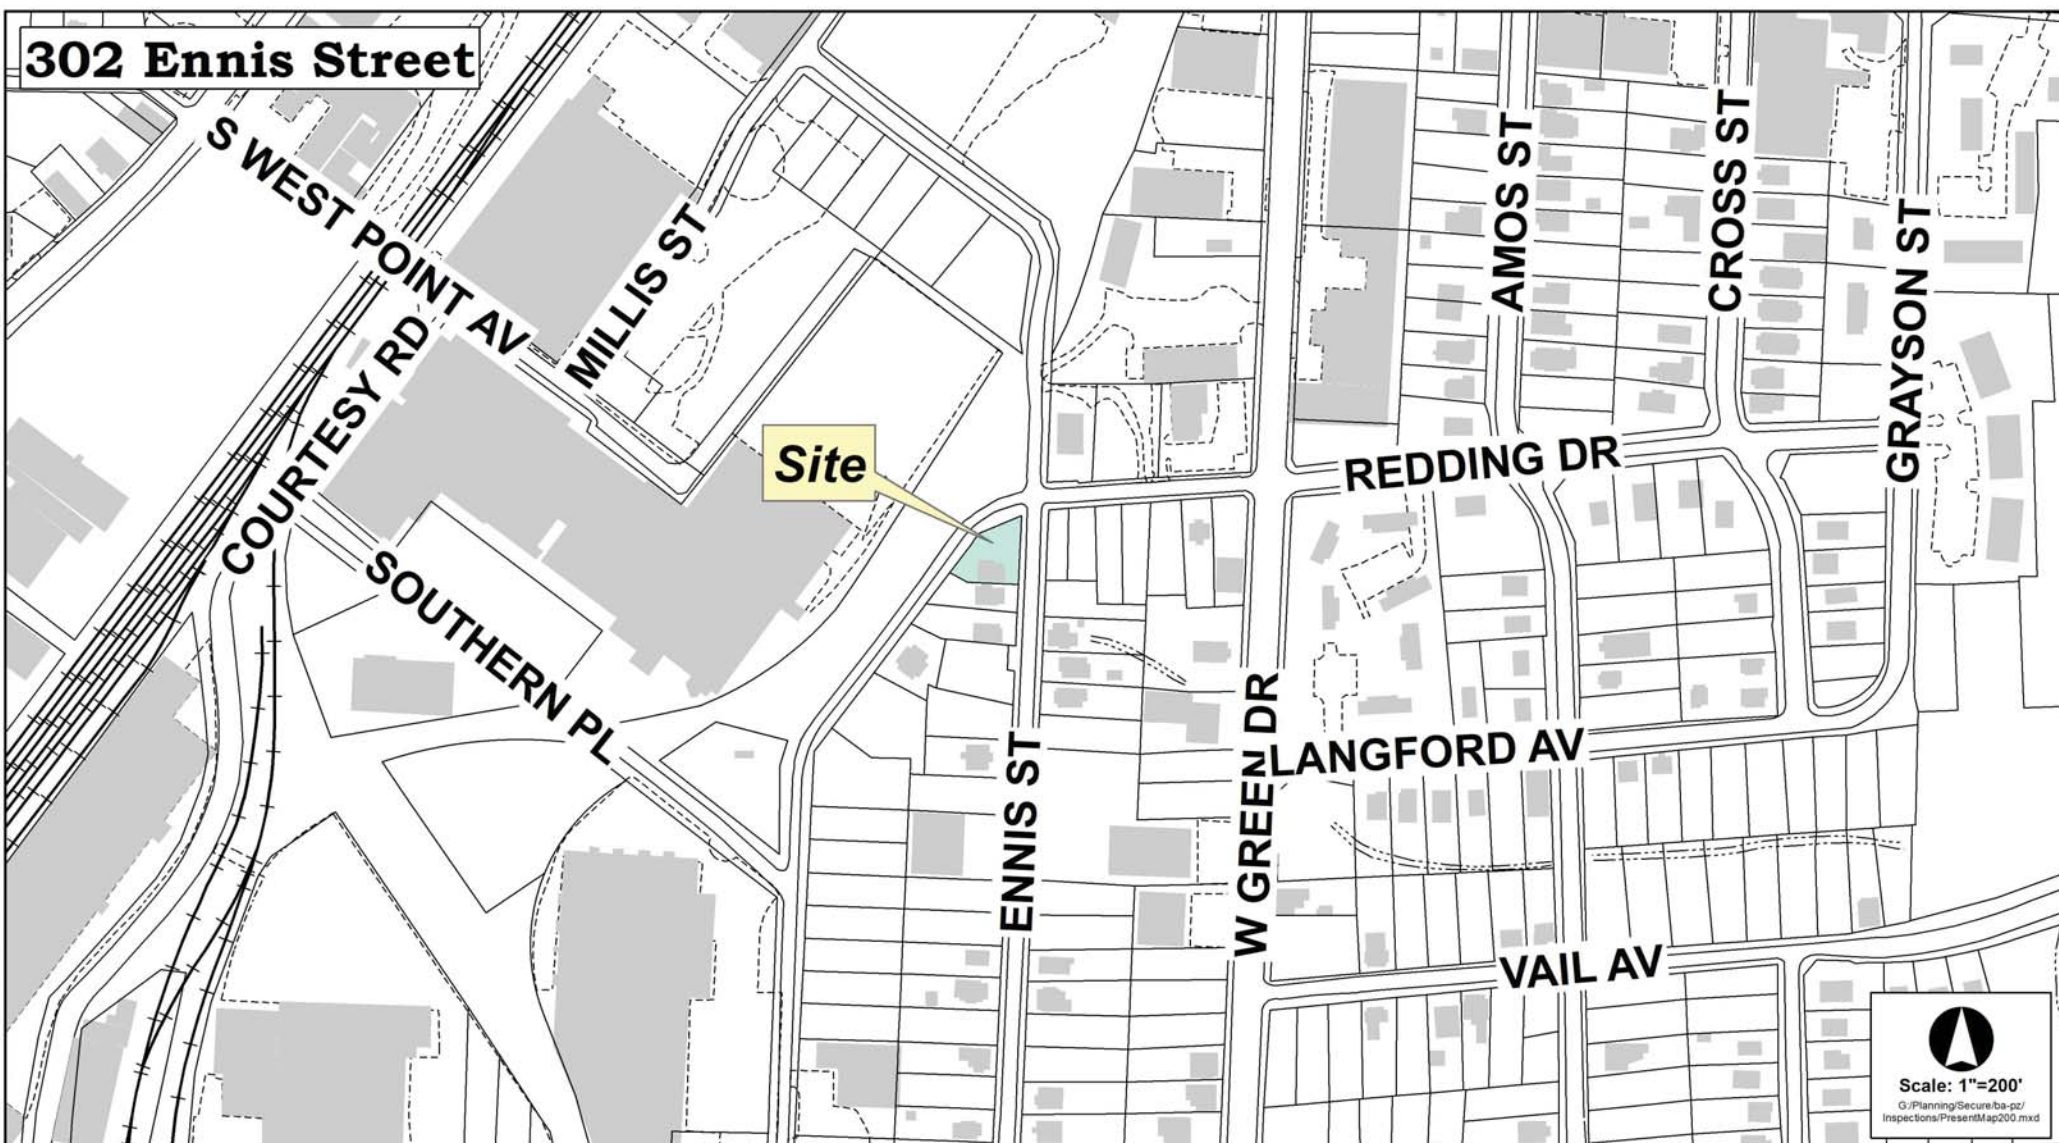 302 Ennis Street
S WEST POINT AV
MILLIS ST
COURTESY RD
SOUTHERN PL
Site
ENNIS ST
W GREEN DR
REDDING DR
AMOS ST
CROSS ST
GRAYSON ST
LANGFORD AV
VAIL AV
Scale: 1"=200'
G:/Planning/Secure/ba-pz/
Inspections/PresentMap200.mxd